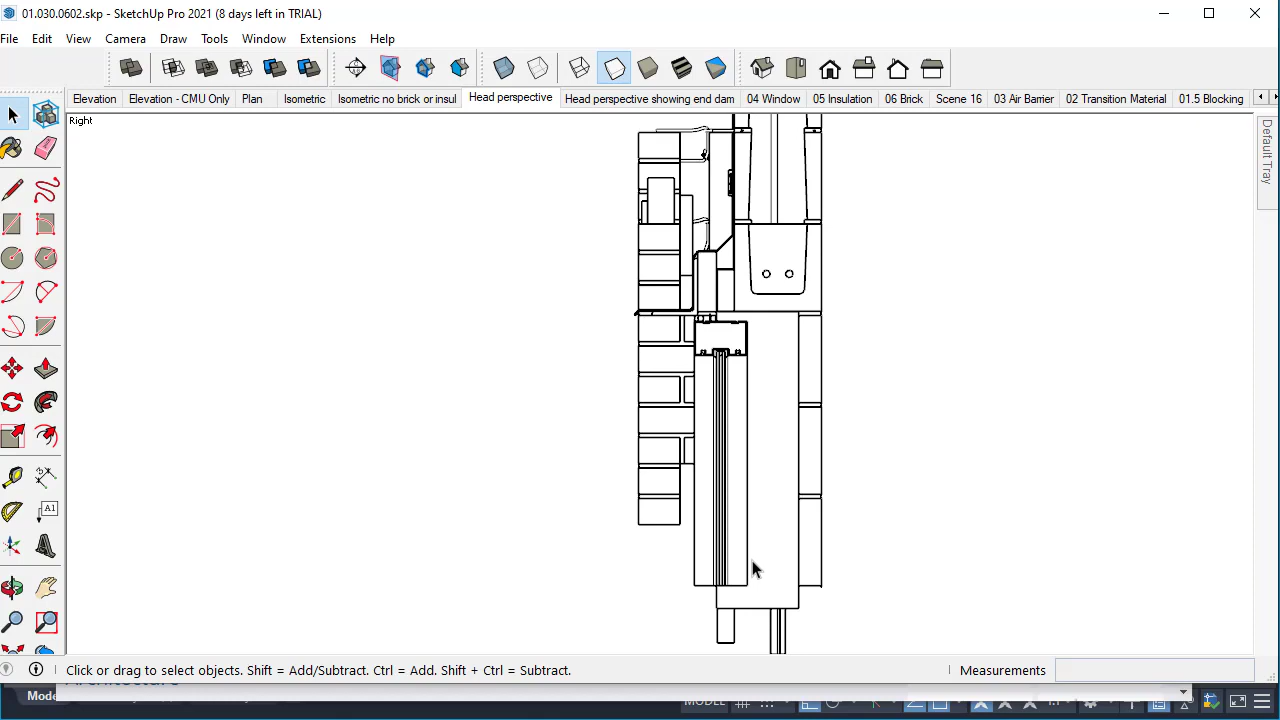 01.030.0602.skp - SketchUp Pro 2021 (8 days left in TRIAL)
File Edit View Camera Draw Tools Window Extensions Help
Elevation Elevation - CMU Only Plan Isometric Isometric no brick or insul Head perspective Head perspective showing end dam 04 Window 05 Insulation 06 Brick Scene 16 03 Air Barrier 02 Transition Material 01.5 Blocking
Right
Default Tray
A1
Click or drag to select objects. Shift = Add/Subtract. Ctrl = Add. Shift + Ctrl = Subtract.
Measurements
Mode
MODEL